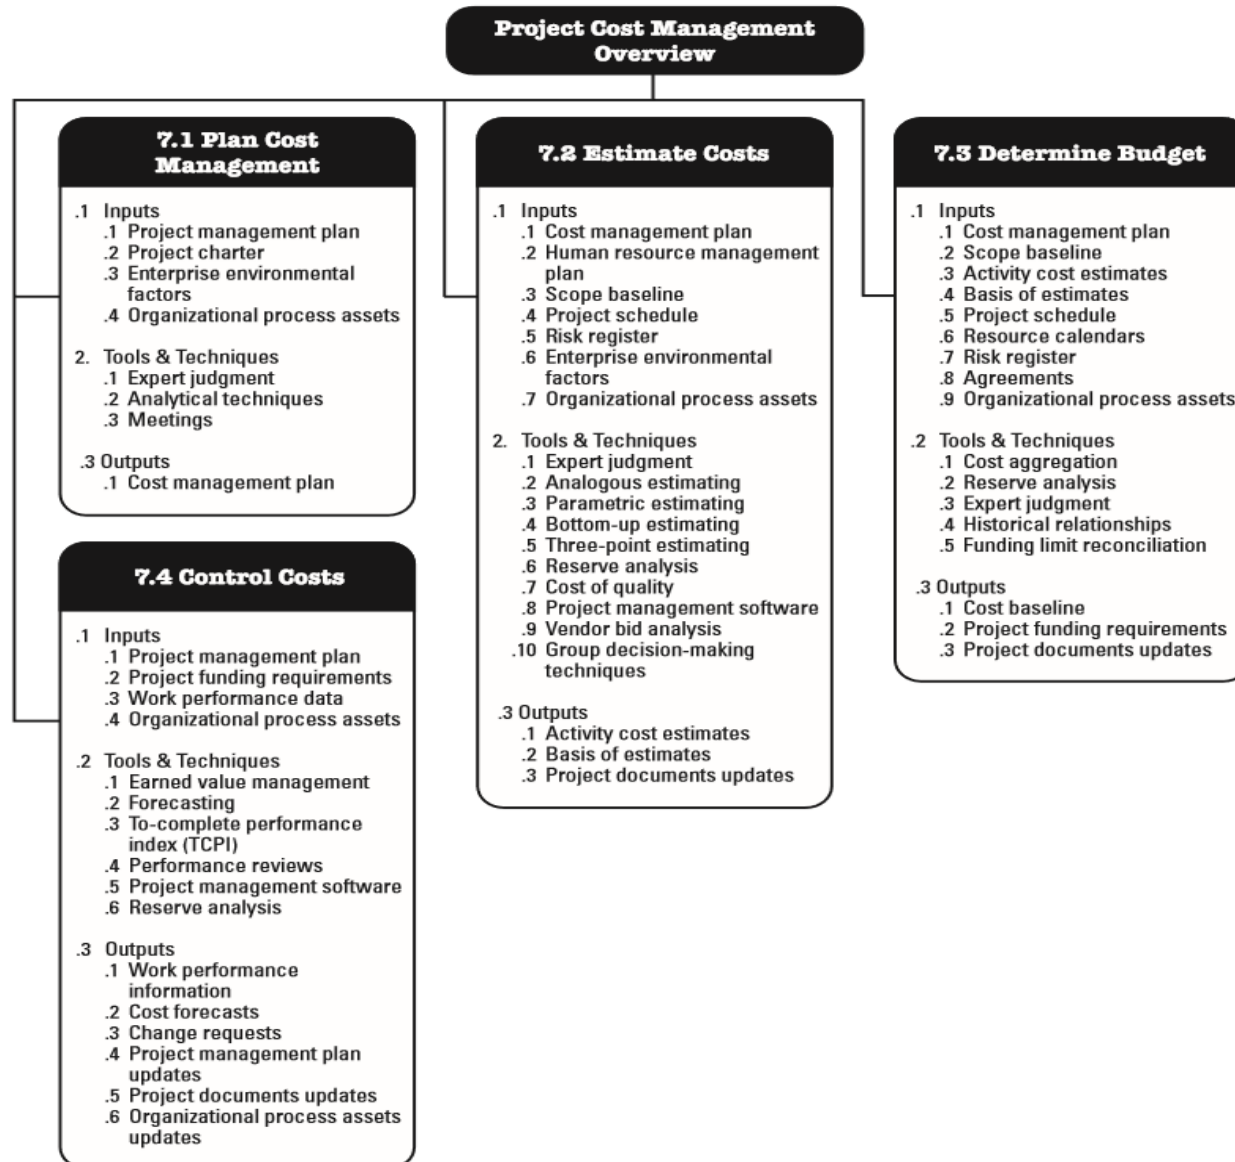 Project Cost Management
Overview
7.1 Plan Cost
Management
.1 Inputs
.1 Project management plan
.2 Project charter
.3 Enterprise environmental
factors
.4 Organizational process assets
2. Tools & Techniques
.1 Expert judgment
.2 Analytical techniques
.3 Meetings
.3 Outputs
.1 Cost management plan
7.2 Estimate Costs
.1 Inputs
.1 Cost management plan
.2 Human resource management
plan
.3 Scope baseline
.4 Project schedule
.5 Risk register
.6 Enterprise environmental
factors
.7 Organizational process assets
2. Tools & Techniques
.1 Expert judgment
.2 Analogous estimating
.3 Parametric estimating
.4 Bottom-up estimating
.5 Three-point estimating
.6 Reserve analysis
.7 Cost of quality
.8 Project management software
.9 Vendor bid analysis
.10 Group decision-making
techniques
.3 Outputs
.1 Activity cost estimates
.2 Basis of estimates
.3 Project documents updates
7.3 Determine Budget
.1 Inputs
.1 Cost management plan
.2 Scope baseline
.3 Activity cost estimates
.4 Basis of estimates
.5 Project schedule
.6 Resource calendars
.7 Risk register
.8 Agreements
.9 Organizational process assets
.2 Tools & Techniques
.1 Cost aggregation
.2 Reserve analysis
.3 Expert judgment
.4 Historical relationships
.5 Funding limit reconciliation
.3 Outputs
.1 Cost baseline
.2 Project funding requirements
.3 Project documents updates
7.4 Control Costs
.1 Inputs
.1 Project management plan
.2 Project funding requirements
.3 Work performance data
.4 Organizational process assets
.2 Tools & Techniques
.1 Earned value management
.2 Forecasting
.3 To-complete performance
index (TCPI)
.4 Performance reviews
.5 Project management software
.6 Reserve analysis
.3 Outputs
.1 Work performance
information
.2 Cost forecasts
.3 Change requests
.4 Project management plan
updates
.5 Project documents updates
.6 Organizational process assets
updates